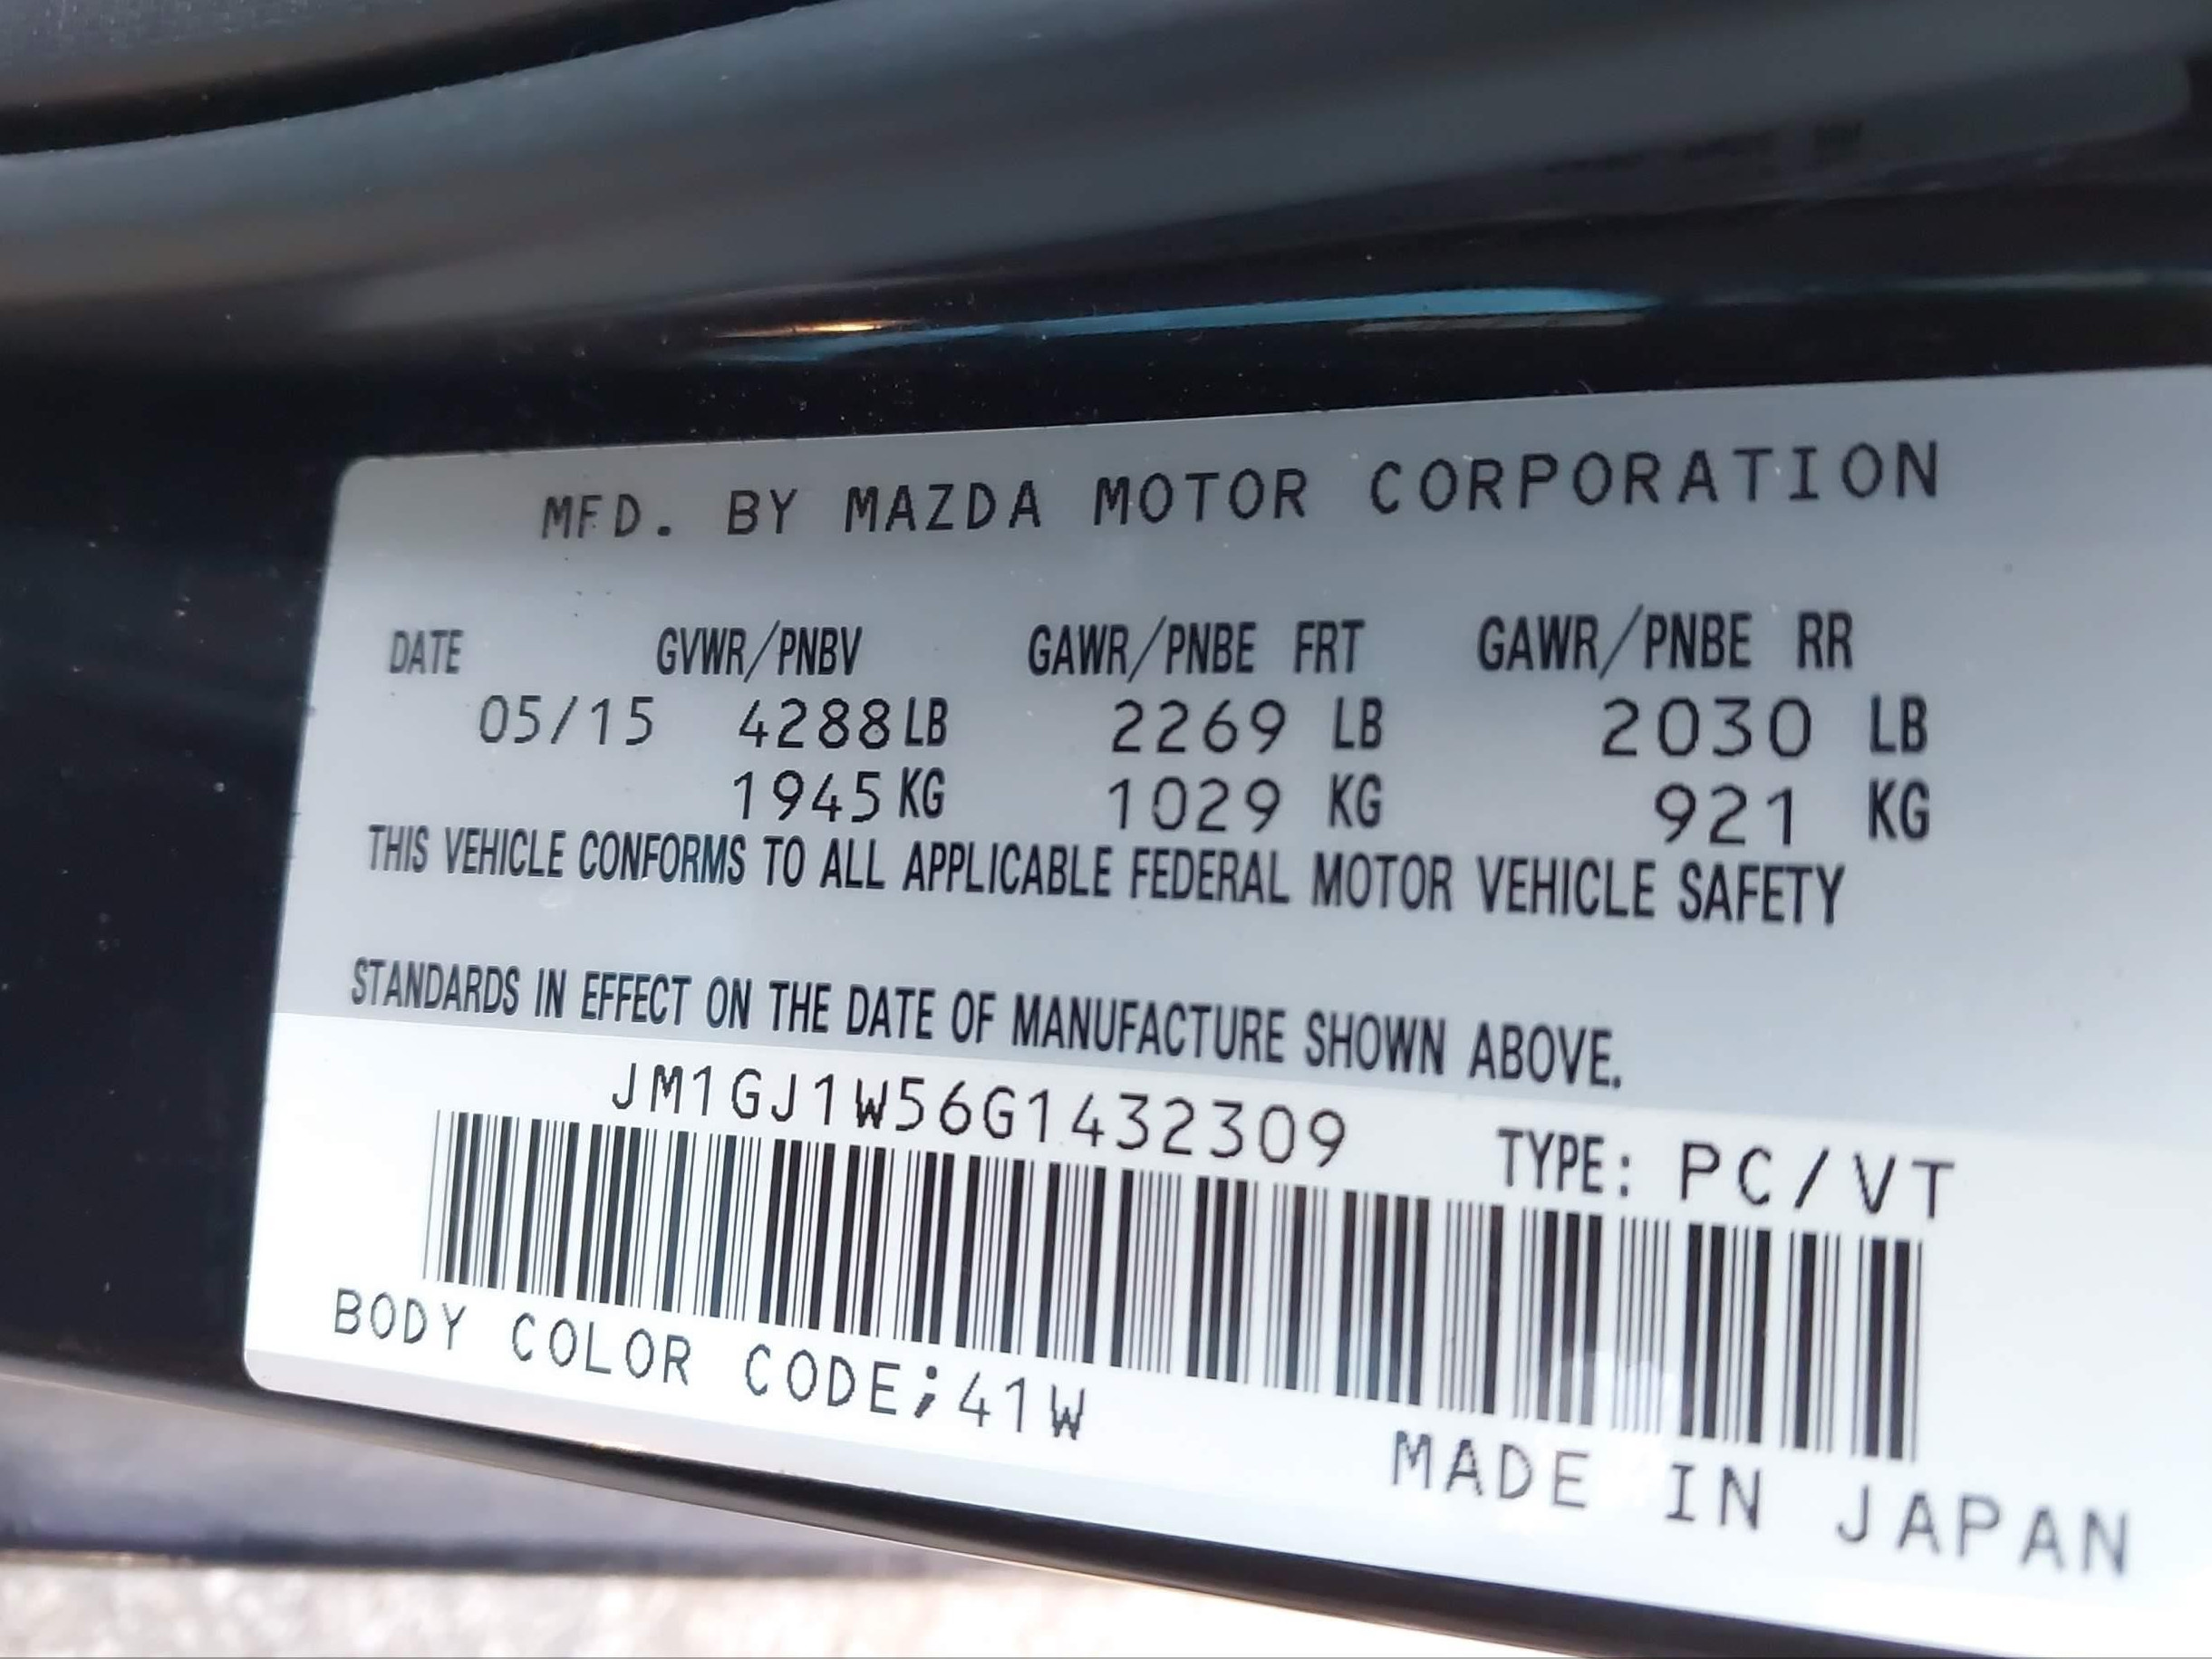 MFD. BY MAZDA MOTOR CORPORATION
DATE GVWR/PNBV GAWR/PNBE FRT GAWR/PNBE RR
05/15 4288 LB 2269 LB 2030 LB
1945 KG 1029 KG 921 KG
THIS VEHICLE CONFORMS TO ALL APPLICABLE FEDERAL MOTOR VEHICLE SAFETY
STANDARDS IN EFFECT ON THE DATE OF MANUFACTURE SHOWN ABOVE.
JM1GJ1W56G1432309 TYPE: PC/VT
BODY COLOR CODE;41W
MADE IN JAPAN